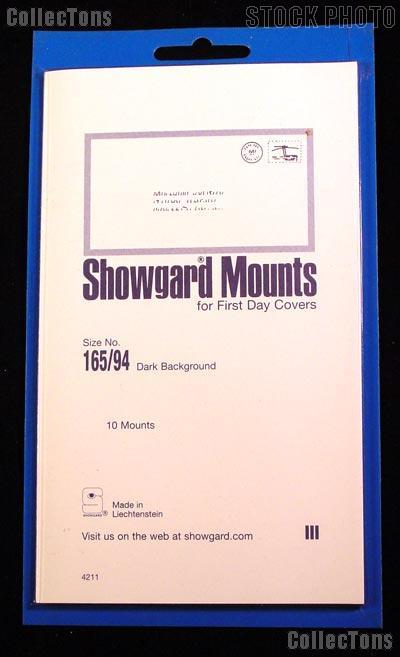 CollecTons
STOCK PHOTO
Showgard® Mounts
for First Day Covers
Size No.
165/94 Dark Background
10 Mounts
SHOWGARD®
Made in
Liechtenstein
Visit us on the web at showgard.com
III
4211
CollecTons